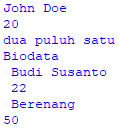 John Doe
20
dua puluh satu
Biodata
Budi Susanto
22
Berenang
50